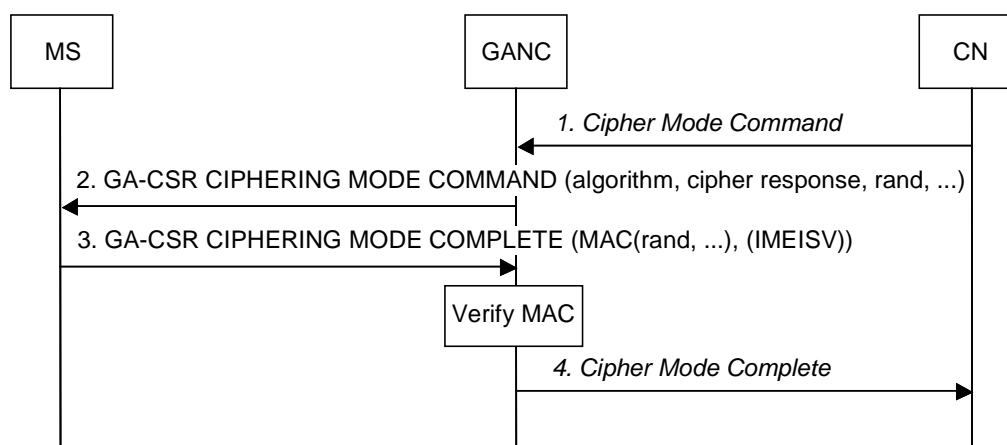 MS
GANC
CN
1. Cipher Mode Command
2. GA-CSR CIPHERING MODE COMMAND (algorithm, cipher response, rand, ...)
3. GA-CSR CIPHERING MODE COMPLETE (MAC(rand, ...), (IMEISV))
Verify MAC
4. Cipher Mode Complete